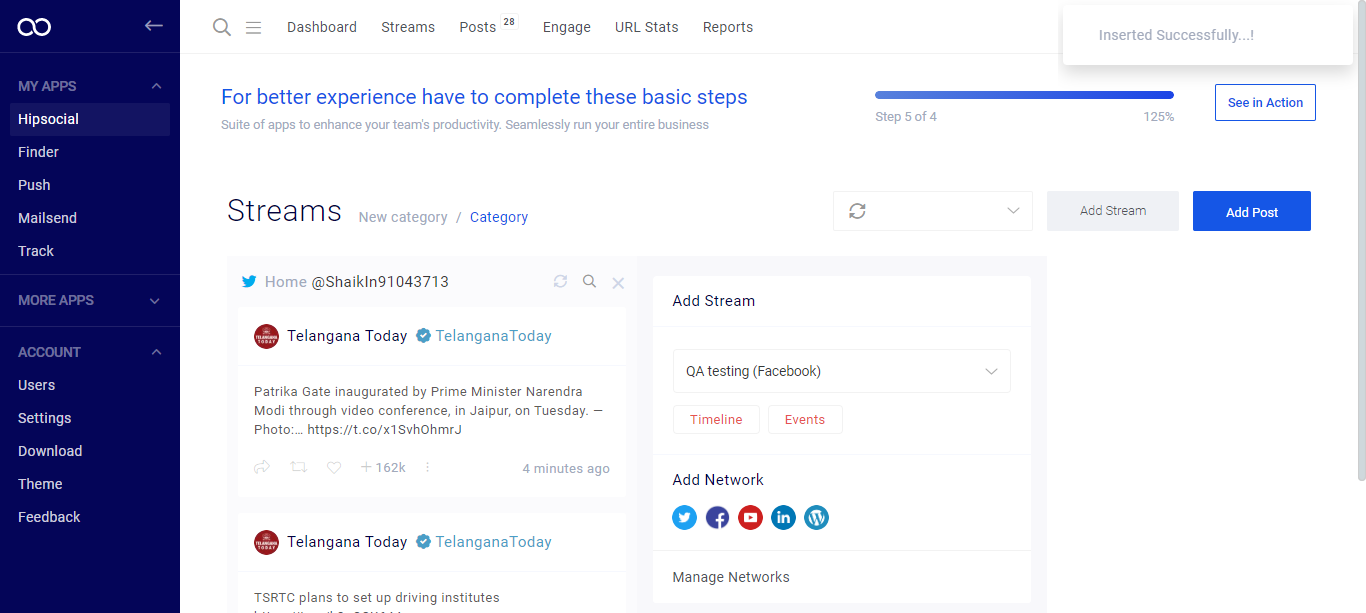 Dashboard Streams Posts 28 Engage URL Stats Reports
Inserted Successfully...!
MY APPS
Hipsocial
Finder
Push
Mailsend
Track
MORE APPS
ACCOUNT
Users
Settings
Download
Theme
Feedback
For better experience have to complete these basic steps
Suite of apps to enhance your team's productivity. Seamlessly run your entire business
Step 5 of 4 125%
See in Action
Streams New category / Category
Add Stream
Add Post
Home @ShaikIn91043713
Telangana Today TelanganaToday
Patrika Gate inaugurated by Prime Minister Narendra
Modi through video conference, in Jaipur, on Tuesday. —
Photo:… https://t.co/x1SvhOhmrJ
+ 162k 4 minutes ago
Telangana Today TelanganaToday
TSRTC plans to set up driving institutes
Add Stream
QA testing (Facebook)
Timeline Events
Add Network
Manage Networks